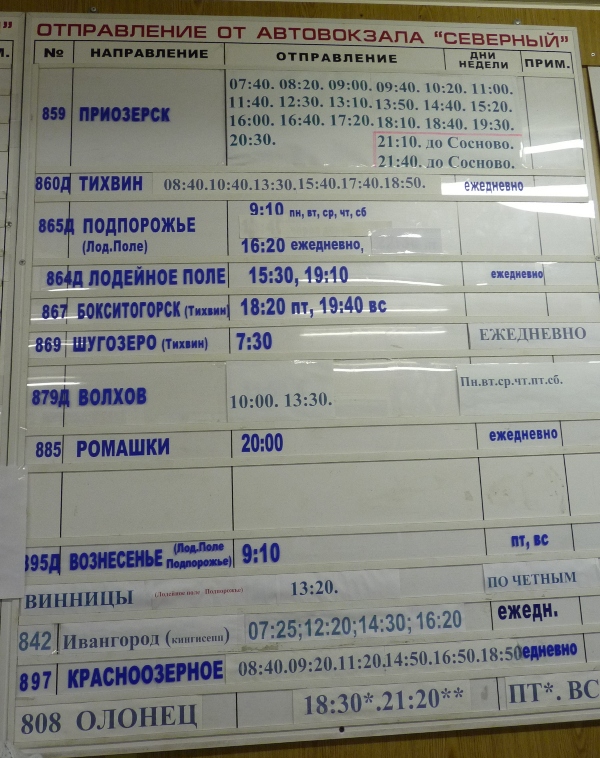 ОТПРАВЛЕНИЕ ОТ АВТОВОКЗАЛА "СЕВЕРНЫЙ"
№ НАПРАВЛЕНИЕ ОТПРАВЛЕНИЕ ДНИ НЕДЕЛИ ПРИМ.
859 ПРИОЗЕРСК
07:40. 08:20. 09:00. 09:40. 10:20. 11:00.
11:40. 12:30. 13:10. 13:50. 14:40. 15:20.
16:00. 16:40. 17:20. 18:10. 18:40. 19:30.
20:30. 21:10. до Сосново.
21:40. до Сосново.
860Д ТИХВИН 08:40.10:40.13:30.15:40.17:40.18:50. ежедневно
865Д ПОДПОРОЖЬЕ 9:10 пн, вт, ср, чт, сб
(Лод.Поле) 16:20 ежедневно,
864Д ЛОДЕЙНОЕ ПОЛЕ 15:30, 19:10 ежедневно
867 БОКСИТОГОРСК (Тихвин) 18:20 пт, 19:40 вс
869 ШУГОЗЕРО (Тихвин) 7:30 ЕЖЕДНЕВНО
879Д ВОЛХОВ 10:00. 13:30. Пн.вт.ср.чт.пт.сб.
885 РОМАШКИ 20:00 ежедневно
895Д ВОЗНЕСЕНЬЕ (Лод.Поле Подпорожье) 9:10 пт, вс
ВИННИЦЫ (Лодейное поле Подпорожье) 13:20. ПО ЧЕТНЫМ
842 Ивангород (кингисепп) 07:25;12:20;14:30; 16:20 ежедн.
897 КРАСНООЗЕРНОЕ 08:40.09:20.11:20.14:50.16:50.18:50 ежедневно
808 ОЛОНЕЦ 18:30*.21:20** ПТ*. ВС